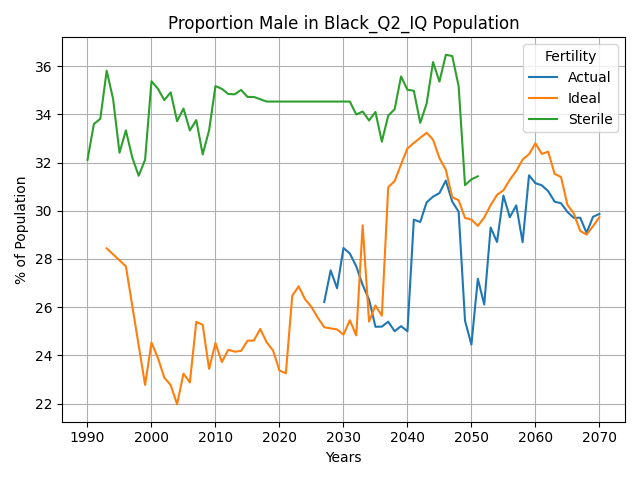 Proportion Male in Black_Q2_IQ Population
% of Population
36
34
32
30
28
26
24
22
Fertility
Actual
Ideal
Sterile
1990 2000 2010 2020 2030 2040 2050 2060 2070
Years